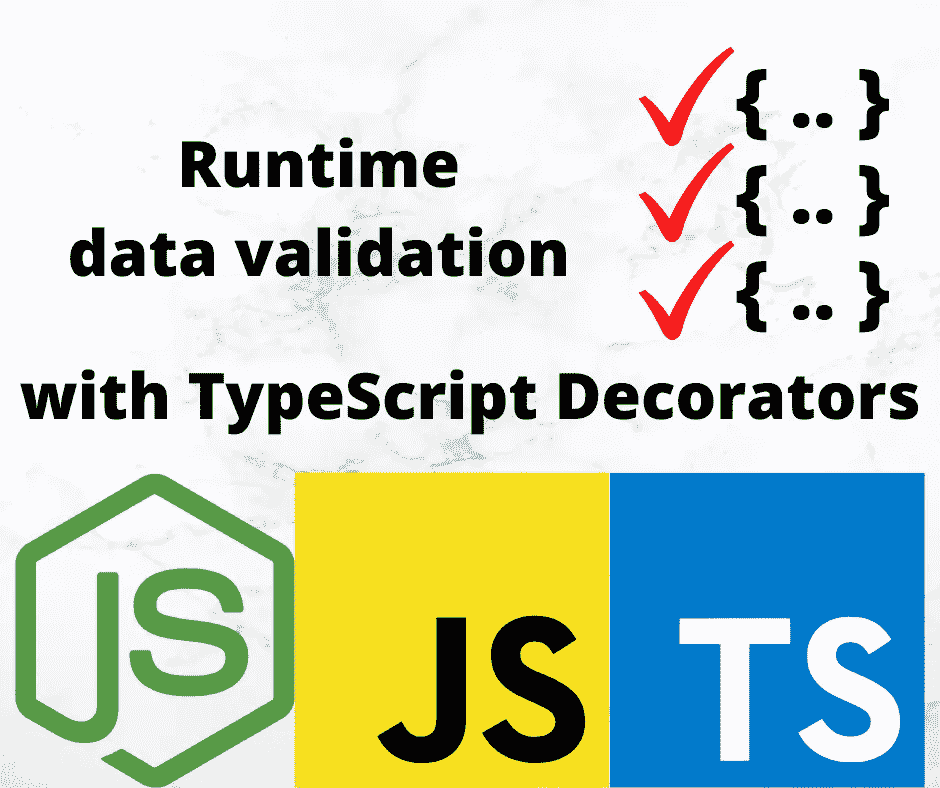 Runtime
data validation
with TypeScript Decorators
{ .. }
{ .. }
{ .. }
JS
JS
TS